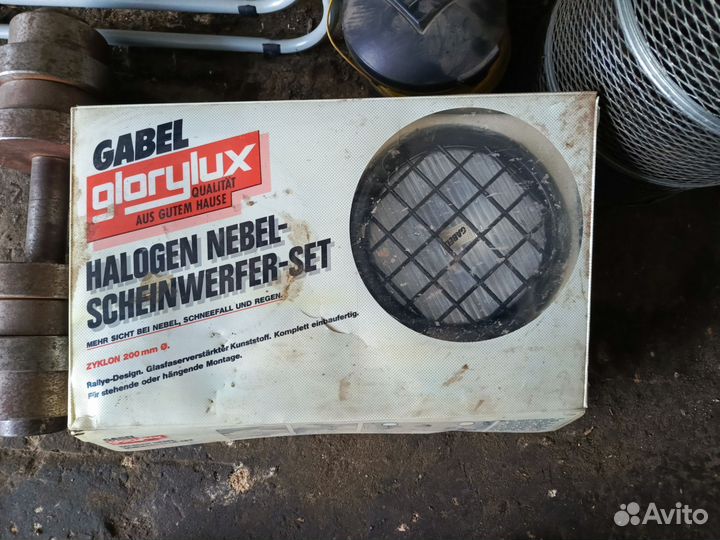 GABEL
glorylux
QUALITÄT
AUS GUTEM HAUSE
HALOGEN NEBEL-
SCHEINWERFER-SET
MEHR SICHT BEI NEBEL, SCHNEEFALL UND REGEN.
ZYKLON 200 mm Ø.
Rallye-Design. Glasfaserverstärkter Kunststoff. Komplett einbaufertig.
Für stehende oder hängende Montage.
GABEL
GABEL
Avito